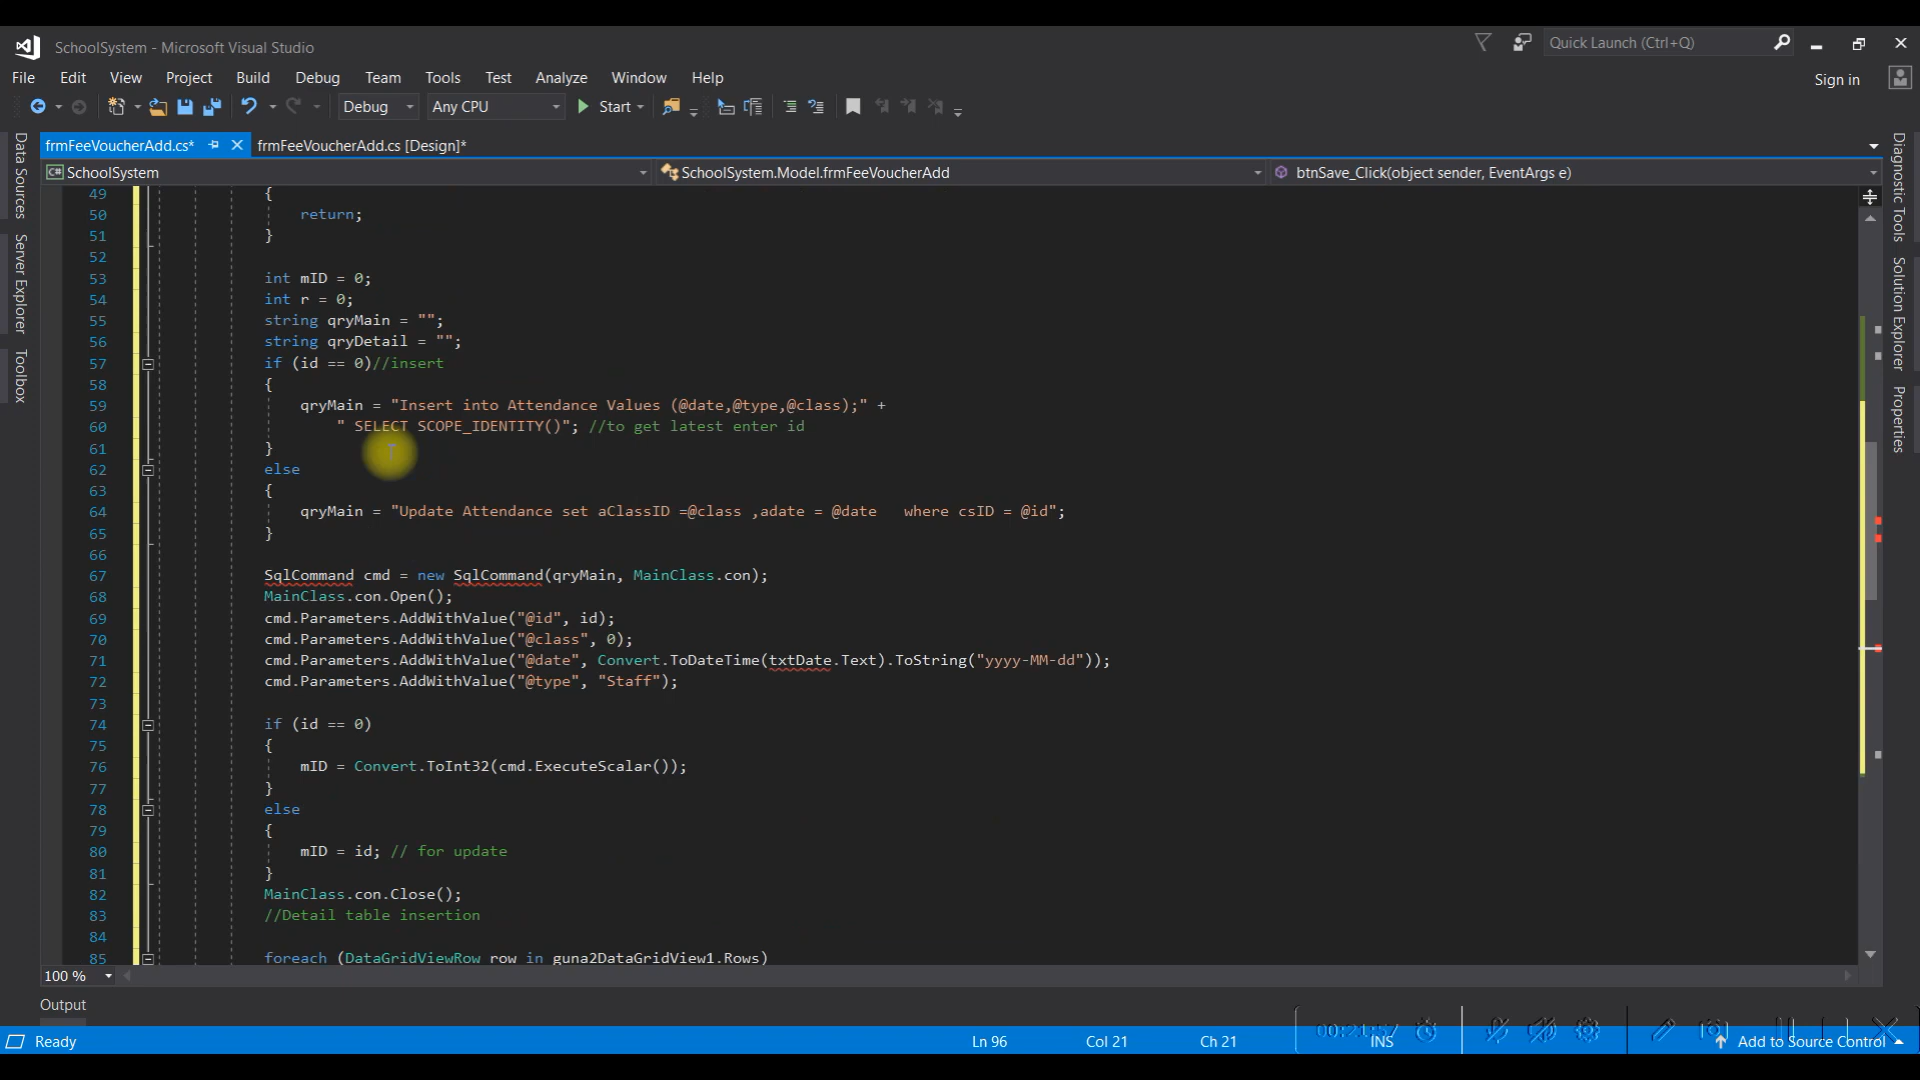 SchoolSystem - Microsoft Visual Studio
Quick Launch (Ctrl+Q)
File Edit View Project Build Debug Team Tools Test Analyze Window Help
Sign in
Debug Any CPU Start
frmFeeVoucherAdd.cs* frmFeeVoucherAdd.cs [Design]*
SchoolSystem SchoolSystem.Model.frmFeeVoucherAdd btnSave_Click(object sender, EventArgs e)
Data Sources
Server Explorer
Toolbox
Diagnostic Tools
Solution Explorer
Properties
49 {
50 return;
51 }
52
53 int mID = 0;
54 int r = 0;
55 string qryMain = "";
56 string qryDetail = "";
57 if (id == 0)//insert
58 {
59 qryMain = "Insert into Attendance Values (@date,@type,@class);" +
60 " SELECT SCOPE_IDENTITY()"; //to get latest enter id
61 }
62 else
63 {
64 qryMain = "Update Attendance set aClassID =@class ,adate = @date   where csID = @id";
65 }
66
67 SqlCommand cmd = new SqlCommand(qryMain, MainClass.con);
68 MainClass.con.Open();
69 cmd.Parameters.AddWithValue("@id", id);
70 cmd.Parameters.AddWithValue("@class", 0);
71 cmd.Parameters.AddWithValue("@date", Convert.ToDateTime(txtDate.Text).ToString("yyyy-MM-dd"));
72 cmd.Parameters.AddWithValue("@type", "Staff");
73
74 if (id == 0)
75 {
76 mID = Convert.ToInt32(cmd.ExecuteScalar());
77 }
78 else
79 {
80 mID = id; // for update
81 }
82 MainClass.con.Close();
83 //Detail table insertion
84
85 foreach (DataGridViewRow row in guna2DataGridView1.Rows)
100 %
Output
Ready Ln 96 Col 21 Ch 21 INS Add to Source Control